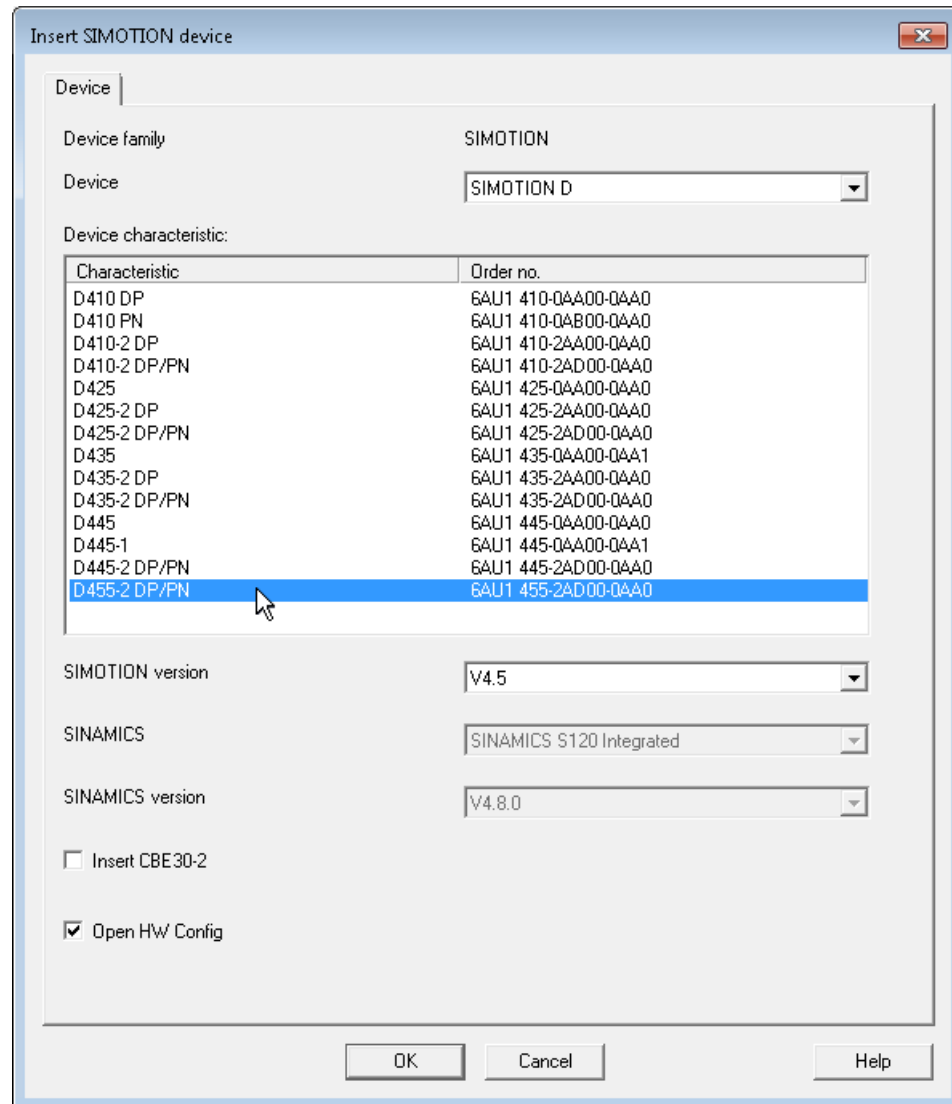 Insert SIMOTION device
Device
Device family SIMOTION
Device SIMOTION D
Device characteristic:
Characteristic Order no.
D410 DP 6AU1 410-0AA00-0AA0
D410 PN 6AU1 410-0AB00-0AA0
D410-2 DP 6AU1 410-2AA00-0AA0
D410-2 DP/PN 6AU1 410-2AD00-0AA0
D425 6AU1 425-0AA00-0AA0
D425-2 DP 6AU1 425-2AA00-0AA0
D425-2 DP/PN 6AU1 425-2AD00-0AA0
D435 6AU1 435-0AA00-0AA1
D435-2 DP 6AU1 435-2AA00-0AA0
D435-2 DP/PN 6AU1 435-2AD00-0AA0
D445 6AU1 445-0AA00-0AA0
D445-1 6AU1 445-0AA00-0AA1
D445-2 DP/PN 6AU1 445-2AD00-0AA0
D455-2 DP/PN 6AU1 455-2AD00-0AA0
SIMOTION version V4.5
SINAMICS SINAMICS S120 Integrated
SINAMICS version V4.8.0
Insert CBE30-2
Open HW Config
OK Cancel Help